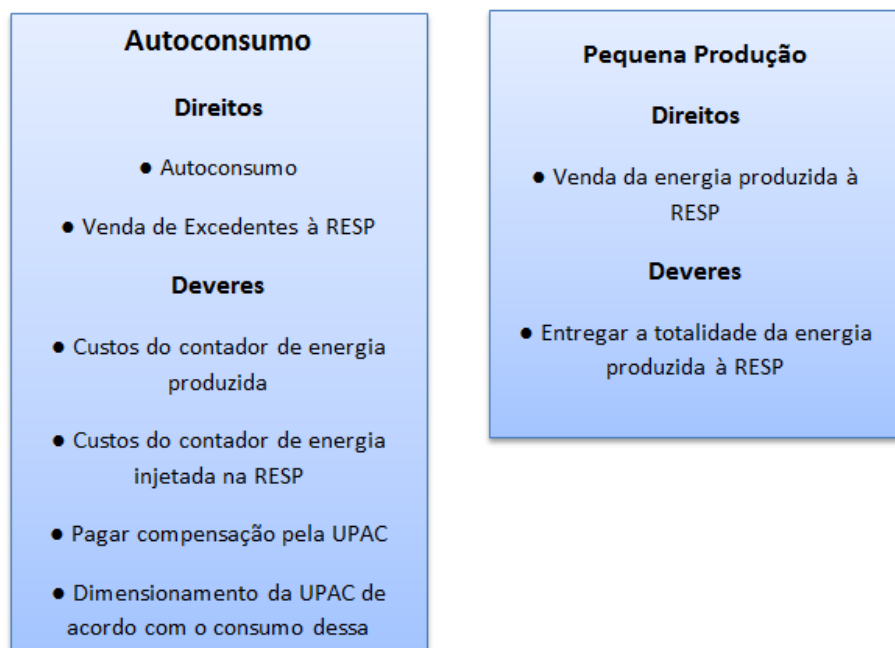 Autoconsumo
Direitos
● Autoconsumo
● Venda de Excedentes à RESP
Deveres
● Custos do contador de energia
produzida
● Custos do contador de energia
injetada na RESP
● Pagar compensação pela UPAC
● Dimensionamento da UPAC de
acordo com o consumo dessa
Pequena Produção
Direitos
● Venda da energia produzida à
RESP
Deveres
● Entregar a totalidade da energia
produzida à RESP